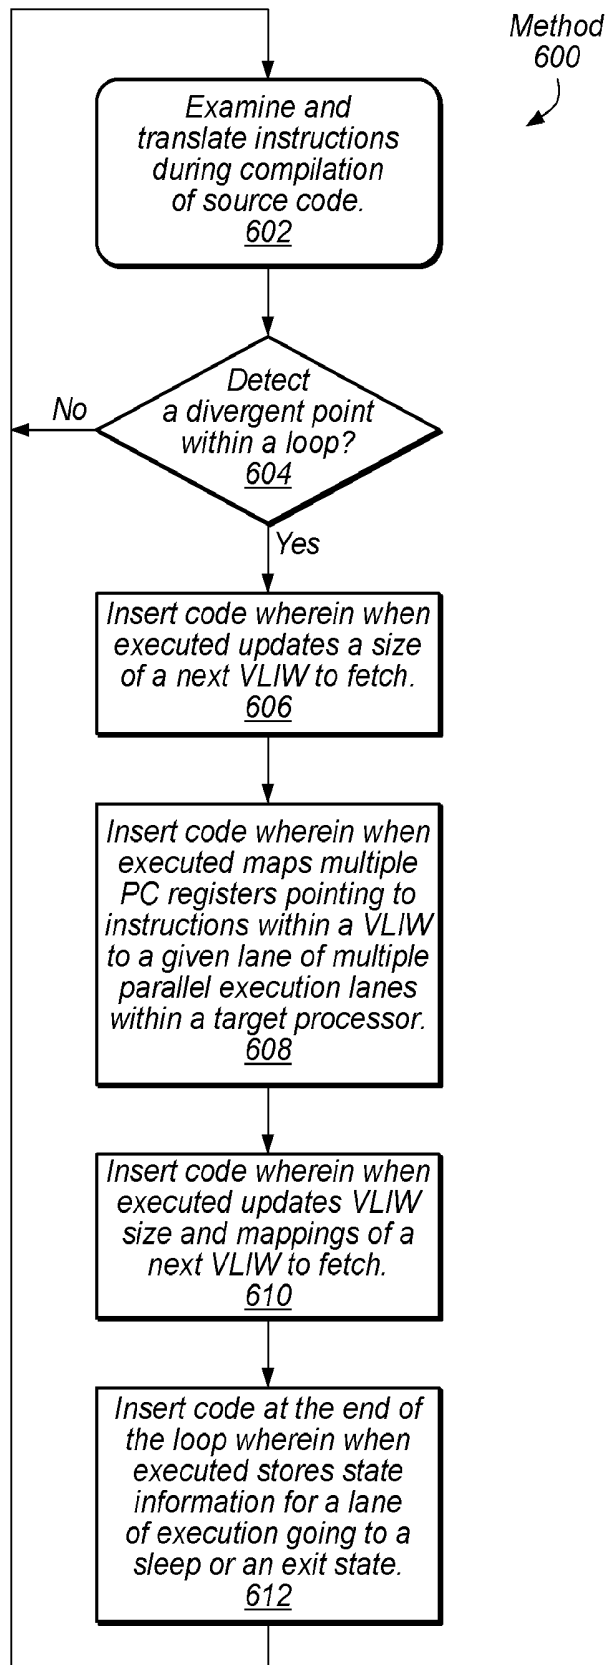 Method
600
Examine and
translate instructions
during compilation
of source code.
602
Detect
a divergent point
within a loop?
604
No
Yes
Insert code wherein when
executed updates a size
of a next VLIW to fetch.
606
Insert code wherein when
executed maps multiple
PC registers pointing to
instructions within a VLIW
to a given lane of multiple
parallel execution lanes
within a target processor.
608
Insert code wherein when
executed updates VLIW
size and mappings of a
next VLIW to fetch.
610
Insert code at the end of
the loop wherein when
executed stores state
information for a lane
of execution going to a
sleep or an exit state.
612